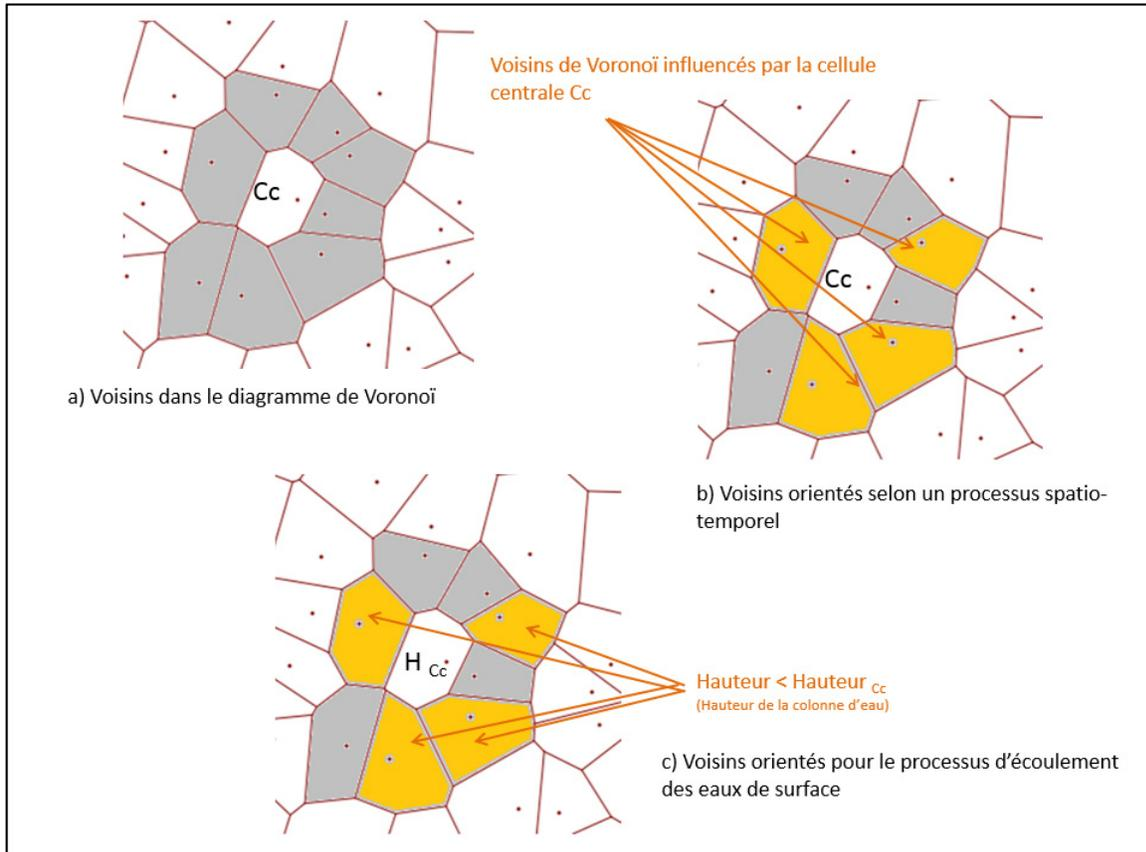 Voisins de Voronoï influencés par la cellule
centrale Cc
Cc
a) Voisins dans le diagramme de Voronoï
Cc
b) Voisins orientés selon un processus spatio-
temporel
H Cc
Hauteur < Hauteur Cc
(Hauteur de la colonne d'eau)
c) Voisins orientés pour le processus d'écoulement
des eaux de surface